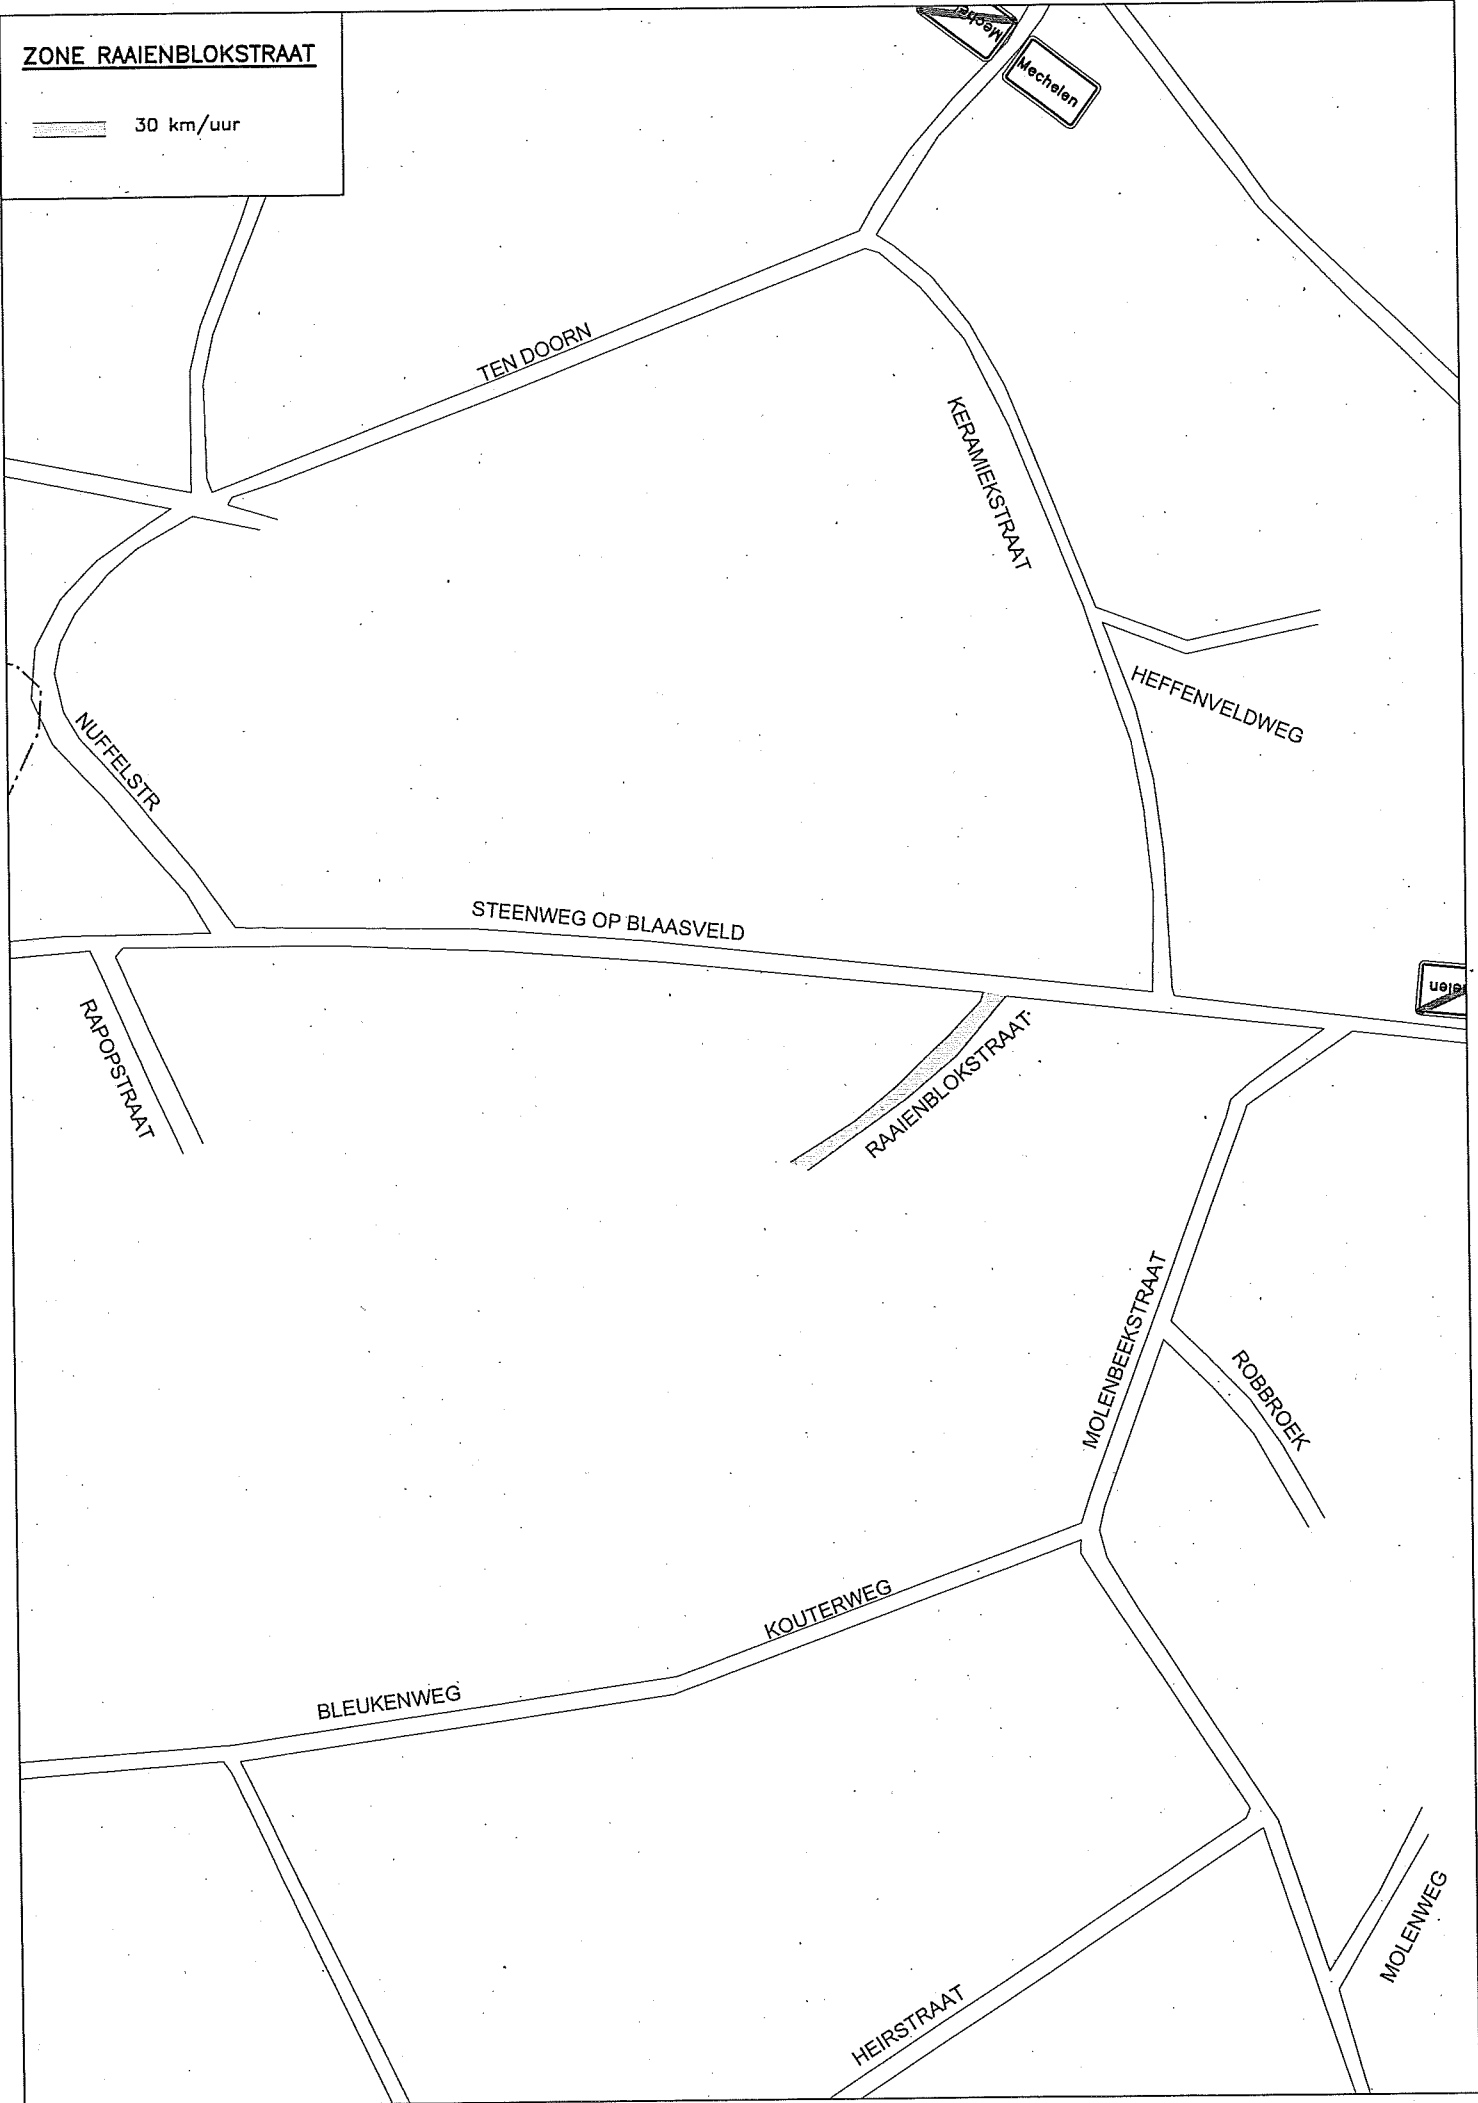 ZONE RAAIENBLOKSTRAAT
30 km/uur
Mechelen
TEN DOORN
KERAMIEKSTRAAT
HEFFENVELDWEG
NUFFELSTR
STEENWEG OP BLAASVELD
RAPOPSTRAAT
RAAIENBLOKSTRAAT
MOLENBEEKSTRAAT
ROBBROEK
KOUTERWEG
BLEUKENWEG
MOLENWEG
HEIRSTRAAT